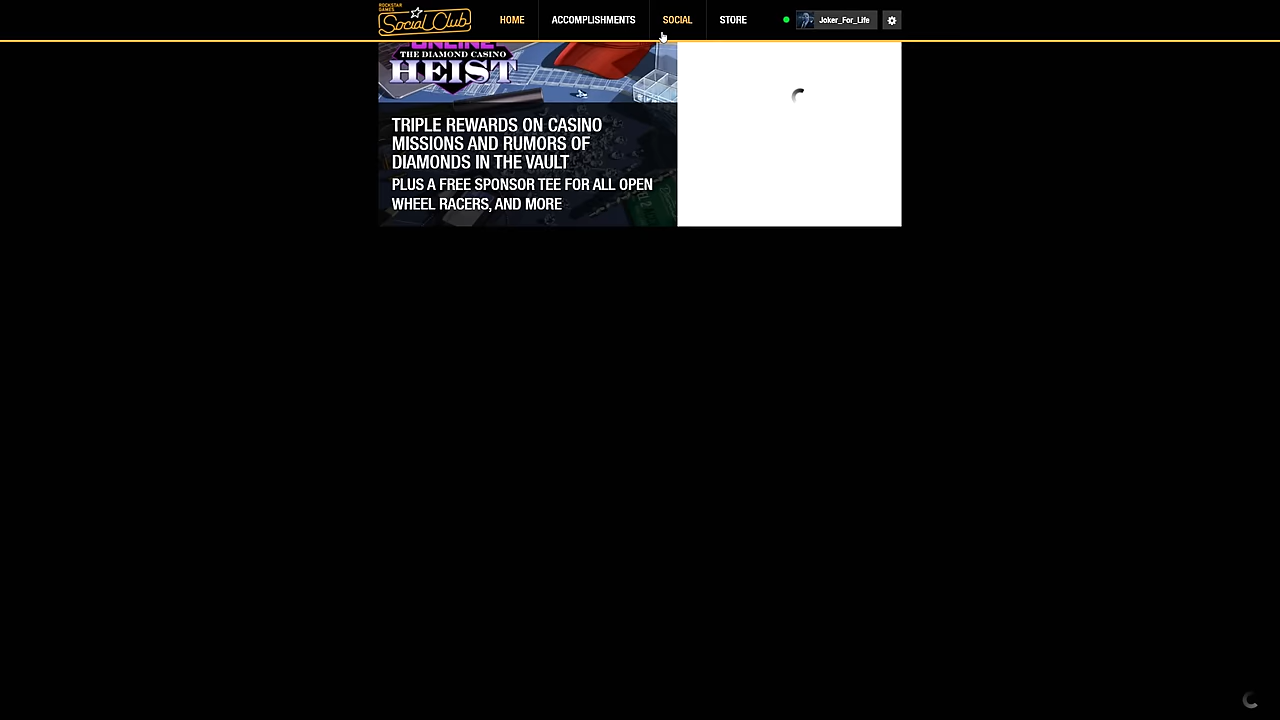 ROCKSTAR
GAMES
Social Club
HOME
ACCOMPLISHMENTS
SOCIAL
STORE
Joker_For_Life
ONLINE
THE DIAMOND CASINO
HEIST
TRIPLE REWARDS ON CASINO
MISSIONS AND RUMORS OF
DIAMONDS IN THE VAULT
PLUS A FREE SPONSOR TEE FOR ALL OPEN
WHEEL RACERS, AND MORE